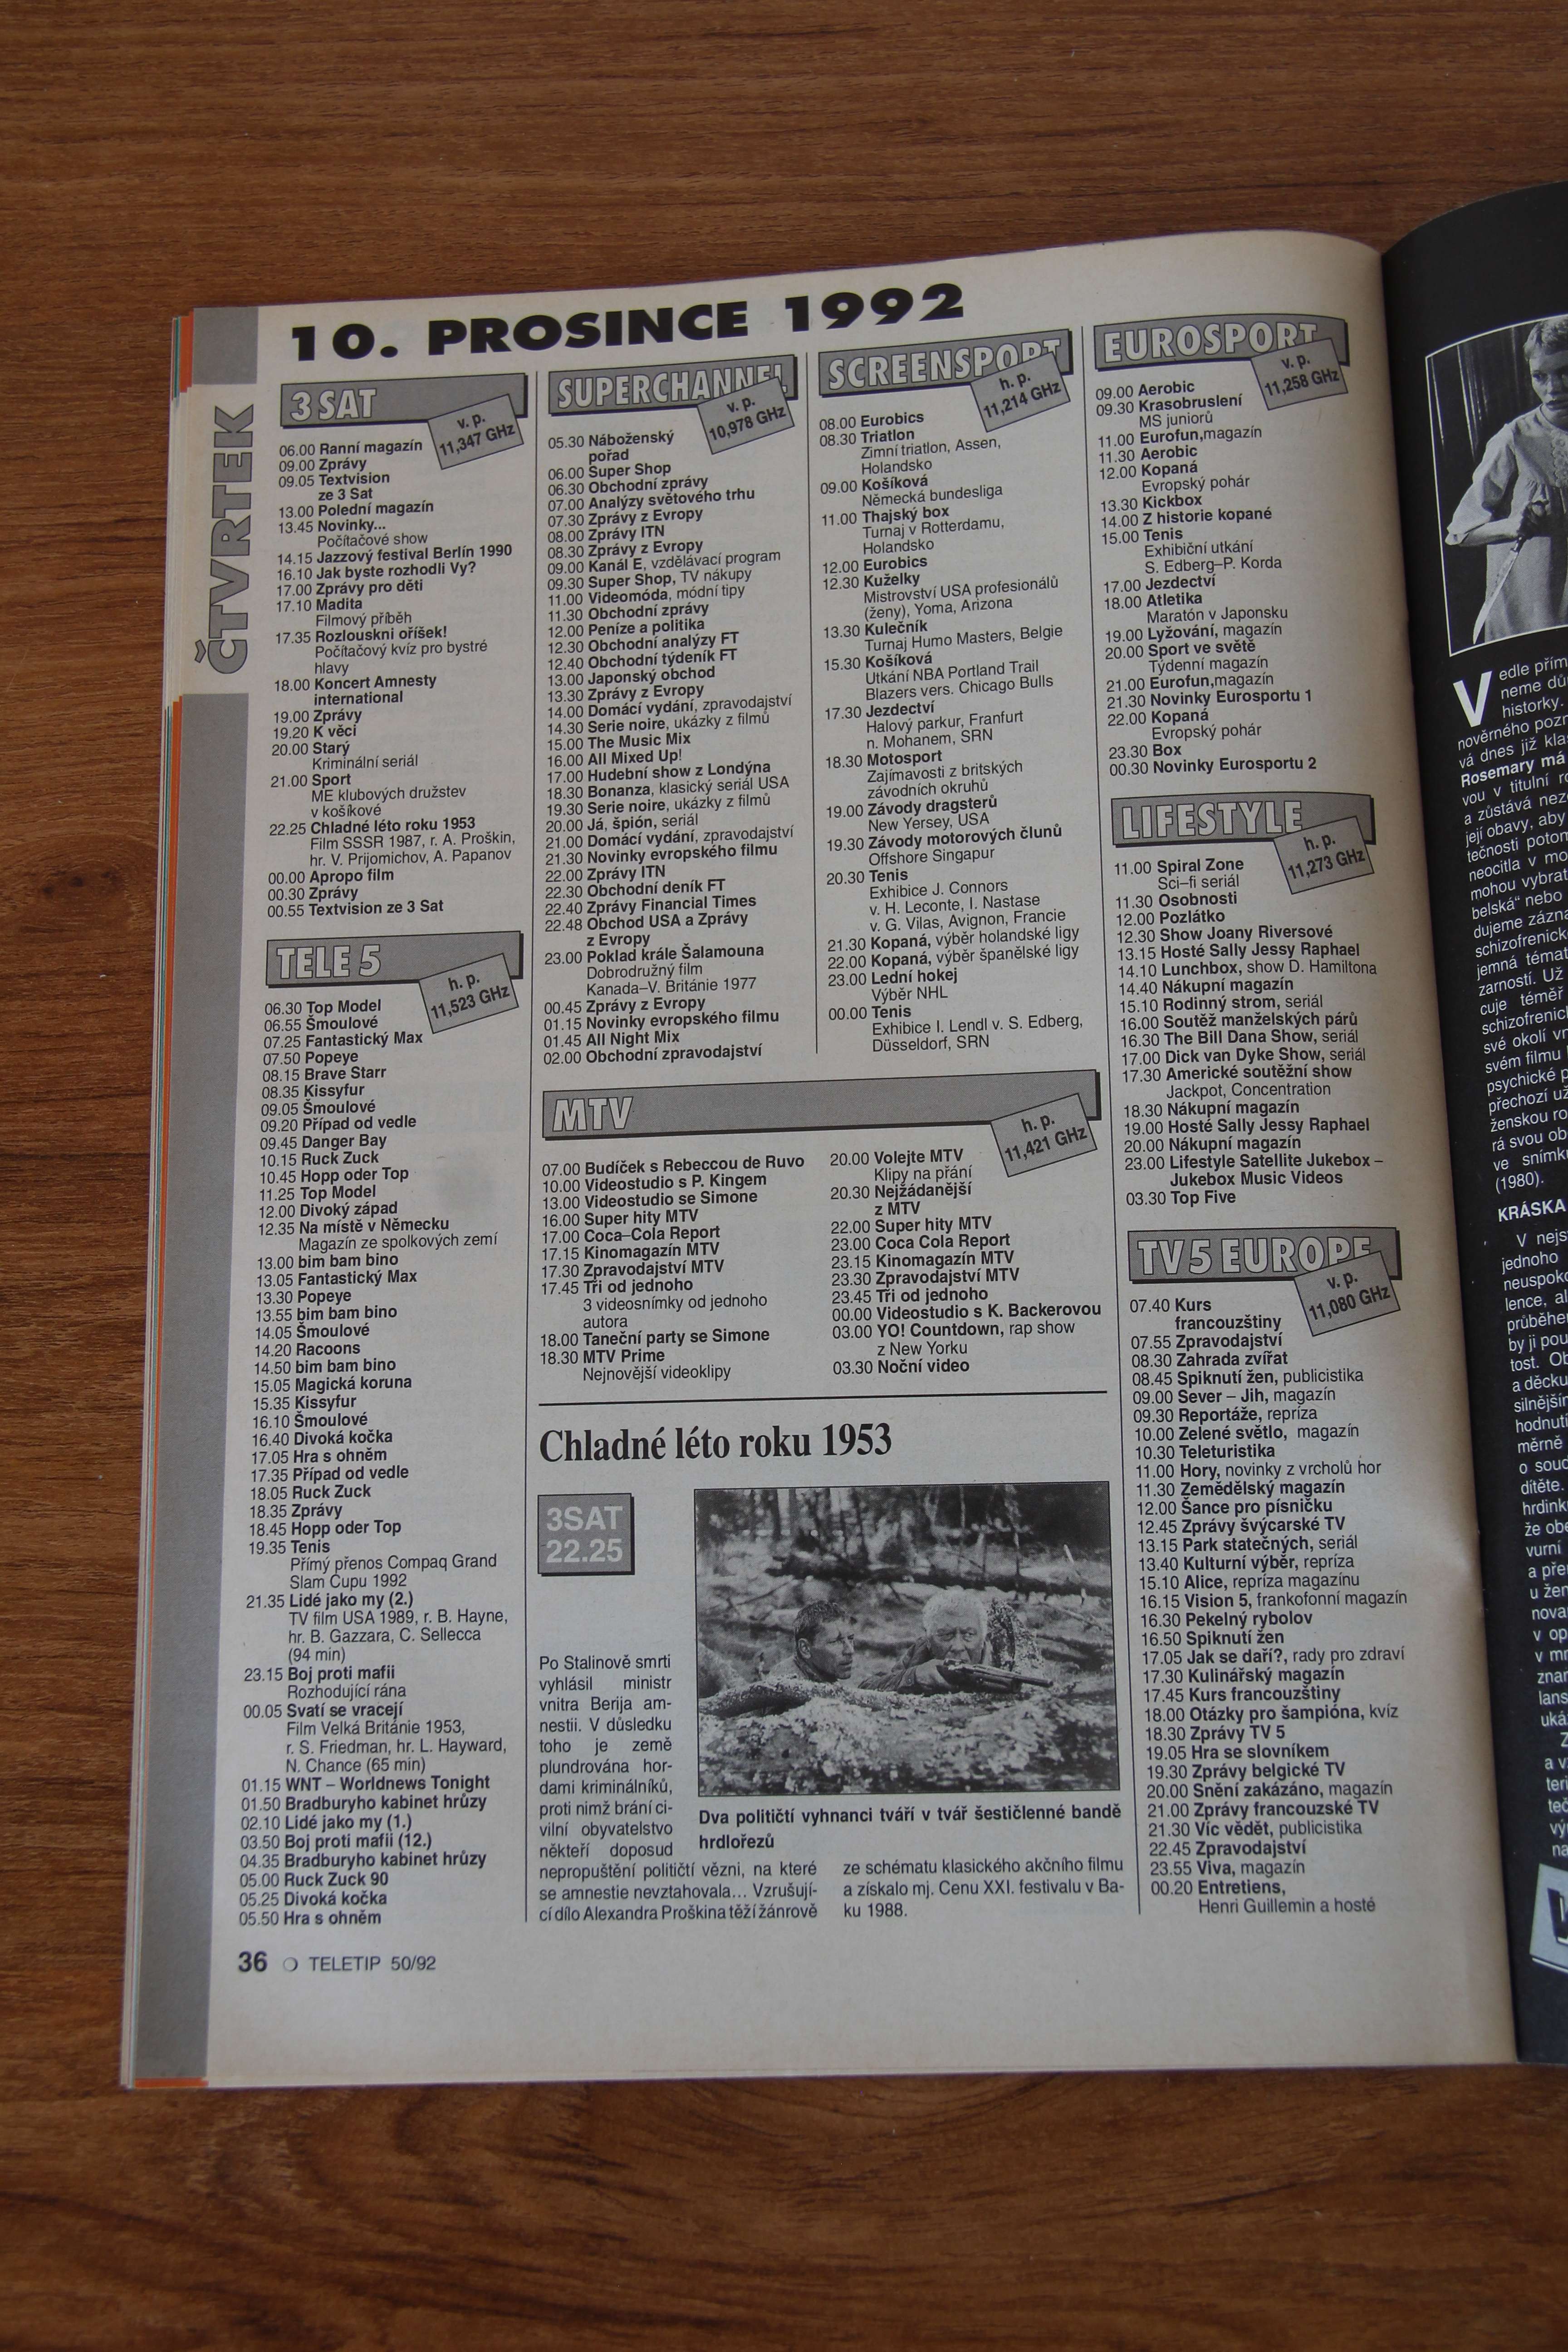 10. PROSINCE 1992
ČTVRTEK
3 SAT
v. p.
11,347 GHz
06.00 Ranní magazín
09.00 Zprávy
09.05 Textvision
ze 3 Sat
13.00 Polední magazín
13.45 Novinky...
Počítačové show
14.15 Jazzový festival Berlín 1990
16.10 Jak byste rozhodli Vy?
17.00 Zprávy pro děti
17.10 Madita
Filmový příběh
17.35 Rozlouskni oříšek!
Počítačový kvíz pro bystré
hlavy
18.00 Koncert Amnesty
international
19.00 Zprávy
19.20 K věci
20.00 Starý
Kriminální seriál
21.00 Sport
ME klubových družstev
v košíkové
22.25 Chladné léto roku 1953
Film SSSR 1987, r. A. Proškin,
hr. V. Prijomichov, A. Papanov
00.00 Apropo film
00.30 Zprávy
00.55 Textvision ze 3 Sat
TELE 5
h. p.
11,523 GHz
06.30 Top Model
06.55 Šmoulové
07.25 Fantastický Max
07.50 Popeye
08.15 Brave Starr
08.35 Kissyfur
09.05 Šmoulové
09.20 Případ od vedle
09.45 Danger Bay
10.15 Ruck Zuck
10.45 Hopp oder Top
11.25 Top Model
12.00 Divoký západ
12.35 Na místě v Německu
Magazín ze spolkových zemí
13.00 bim bam bino
13.05 Fantastický Max
13.30 Popeye
13.55 bim bam bino
14.05 Šmoulové
14.20 Racoons
14.50 bim bam bino
15.05 Magická koruna
15.35 Kissyfur
16.10 Šmoulové
16.40 Divoká kočka
17.05 Hra s ohněm
17.35 Případ od vedle
18.05 Ruck Zuck
18.35 Zprávy
18.45 Hopp oder Top
19.35 Tenis
Přímý přenos Compaq Grand
Slam Cupu 1992
21.35 Lidé jako my (2.)
TV film USA 1989, r. B. Hayne,
hr. B. Gazzara, C. Sellecca
(94 min)
23.15 Boj proti mafii
Rozhodující rána
00.05 Svatí se vracejí
Film Velká Británie 1953,
r. S. Friedman, hr. L. Hayward,
N. Chance (65 min)
01.15 WNT – Worldnews Tonight
01.50 Bradburyho kabinet hrůzy
02.10 Lidé jako my (1.)
03.50 Boj proti mafii (12.)
04.35 Bradburyho kabinet hrůzy
05.00 Ruck Zuck 90
05.25 Divoká kočka
05.50 Hra s ohněm
SUPERCHANNEL
v. p.
10,978 GHz
05.30 Náboženský
pořad
06.00 Super Shop
06.30 Obchodní zprávy
07.00 Analýzy světového trhu
07.30 Zprávy z Evropy
08.00 Zprávy ITN
08.30 Zprávy z Evropy
09.00 Kanál E, vzdělávací program
09.30 Super Shop, TV nákupy
11.00 Videomóda, módní tipy
11.30 Obchodní zprávy
12.00 Peníze a politika
12.30 Obchodní analýzy FT
12.40 Obchodní týdeník FT
13.00 Japonský obchod
13.30 Zprávy z Evropy
14.00 Domácí vydání, zpravodajství
14.30 Serie noire, ukázky z filmů
15.00 The Music Mix
16.00 All Mixed Up!
17.00 Hudební show z Londýna
18.30 Bonanza, klasický seriál USA
19.30 Serie noire, ukázky z filmů
20.00 Já, špión, seriál
21.00 Domácí vydání, zpravodajství
21.30 Novinky evropského filmu
22.00 Zprávy ITN
22.30 Obchodní deník FT
22.40 Zprávy Financial Times
22.48 Obchod USA a Zprávy
z Evropy
23.00 Poklad krále Šalamouna
Dobrodružný film
Kanada–V. Británie 1977
00.45 Zprávy z Evropy
01.15 Novinky evropského filmu
01.45 All Night Mix
02.00 Obchodní zpravodajství
SCREENSPORT
h. p.
11,214 GHz
08.00 Eurobics
08.30 Triatlon
Zimní triatlon, Assen,
Holandsko
09.00 Košíková
Německá bundesliga
11.00 Thajský box
Turnaj v Rotterdamu,
Holandsko
12.00 Eurobics
12.30 Kuželky
Mistrovství USA profesionálů
(ženy), Yoma, Arizona
13.30 Kulečník
Turnaj Humo Masters, Belgie
15.30 Košíková
Utkání NBA Portland Trail
Blazers vers. Chicago Bulls
17.30 Jezdectví
Halový parkur, Franfurt
n. Mohanem, SRN
18.30 Motosport
Zajímavosti z britských
závodních okruhů
19.00 Závody dragsterů
New Yersey, USA
19.30 Závody motorových člunů
Offshore Singapur
20.30 Tenis
Exhibice J. Connors
v. H. Leconte, I. Nastase
v. G. Vilas, Avignon, Francie
21.30 Kopaná, výběr holandské ligy
22.00 Kopaná, výběr španělské ligy
23.00 Lední hokej
Výběr NHL
00.00 Tenis
Exhibice I. Lendl v. S. Edberg,
Düsseldorf, SRN
MTV
h. p.
11,421 GHz
07.00 Budíček s Rebeccou de Ruvo
10.00 Videostudio s P. Kingem
13.00 Videostudio se Simone
16.00 Super hity MTV
17.00 Coca–Cola Report
17.15 Kinomagazín MTV
17.30 Zpravodajství MTV
17.45 Tři od jednoho
3 videosnímky od jednoho
autora
18.00 Taneční party se Simone
18.30 MTV Prime
Nejnovější videoklipy
20.00 Volejte MTV
Klipy na přání
20.30 Nejžádanější
z MTV
22.00 Super hity MTV
23.00 Coca Cola Report
23.15 Kinomagazín MTV
23.30 Zpravodajství MTV
23.45 Tři od jednoho
00.00 Videostudio s K. Backerovou
03.00 YO! Countdown, rap show
z New Yorku
03.30 Noční video
Chladné léto roku 1953
3SAT
22.25
Po Stalinově smrti
vyhlásil ministr
vnitra Berija am-
nestii. V důsledku
toho je země
plundrována hor-
dami kriminálníků,
proti nimž brání ci-
vilní obyvatelstvo
někteří doposud
nepropuštění političtí vězni, na které
se amnestie nevztahovala... Vzrušují-
cí dílo Alexandra Proškina těží žánrově
Dva političtí vyhnanci tváří v tvář šestičlenné bandě
hrdlořezů
ze schématu klasického akčního filmu
a získalo mj. Cenu XXI. festivalu v Ba-
ku 1988.
EUROSPORT
v. p.
11,258 GHz
09.00 Aerobic
09.30 Krasobruslení
MS juniorů
11.00 Eurofun,magazín
11.30 Aerobic
12.00 Kopaná
Evropský pohár
13.30 Kickbox
14.00 Z historie kopané
15.00 Tenis
Exhibiční utkání
S. Edberg–P. Korda
17.00 Jezdectví
18.00 Atletika
Maratón v Japonsku
19.00 Lyžování, magazín
20.00 Sport ve světě
Týdenní magazín
21.00 Eurofun,magazín
21.30 Novinky Eurosportu 1
22.00 Kopaná
Evropský pohár
23.30 Box
00.30 Novinky Eurosportu 2
LIFESTYLE
h. p.
11,273 GHz
11.00 Spiral Zone
Sci–fi seriál
11.30 Osobnosti
12.00 Pozlátko
12.30 Show Joany Riversové
13.15 Hosté Sally Jessy Raphael
14.10 Lunchbox, show D. Hamiltona
14.40 Nákupní magazín
15.10 Rodinný strom, seriál
16.00 Soutěž manželských párů
16.30 The Bill Dana Show, seriál
17.00 Dick van Dyke Show, seriál
17.30 Americké soutěžní show
Jackpot, Concentration
18.30 Nákupní magazín
19.00 Hosté Sally Jessy Raphael
20.00 Nákupní magazín
23.00 Lifestyle Satellite Jukebox –
Jukebox Music Videos
03.30 Top Five
TV5 EUROPE
v. p.
11,080 GHz
07.40 Kurs
francouzštiny
07.55 Zpravodajství
08.30 Zahrada zvířat
08.45 Spiknutí žen, publicistika
09.00 Sever – Jih, magazín
09.30 Reportáže, repríza
10.00 Zelené světlo, magazín
10.30 Teleturistika
11.00 Hory, novinky z vrcholů hor
11.30 Zemědělský magazín
12.00 Šance pro písničku
12.45 Zprávy švýcarské TV
13.15 Park statečných, seriál
13.40 Kulturní výběr, repríza
15.10 Alice, repríza magazínu
16.15 Vision 5, frankofonní magazín
16.30 Pekelný rybolov
16.50 Spiknutí žen
17.05 Jak se daří?, rady pro zdraví
17.30 Kulinářský magazín
17.45 Kurs francouzštiny
18.00 Otázky pro šampióna, kvíz
18.30 Zprávy TV 5
19.05 Hra se slovníkem
19.30 Zprávy belgické TV
20.00 Snění zakázáno, magazín
21.00 Zprávy francouzské TV
21.30 Víc vědět, publicistika
22.45 Zpravodajství
23.55 Viva, magazín
00.20 Entretiens,
Henri Guillemin a hosté
36 TELETIP 50/92
Vedle
neme
historky.
nověrného
vá dnes již
Rosemary má
vou v titulní
a zůstává
její obavy, aby
tečnosti
neocitla v
mohou
belská“ nebo
dujeme
schizofrenick
jemná
zarností. Už
cuje téměř
schizofrenick
své okolí
svém filmu
psychické
přechozí
ženskou
rá svou
ve
(1980).
KRÁSKA
V
jednoho
lence,
průběhem
by ji
tost.
a děcku
silnějším
hodnutí
měrně
o
dítěte.
že
vurní
a
u
v
v
a